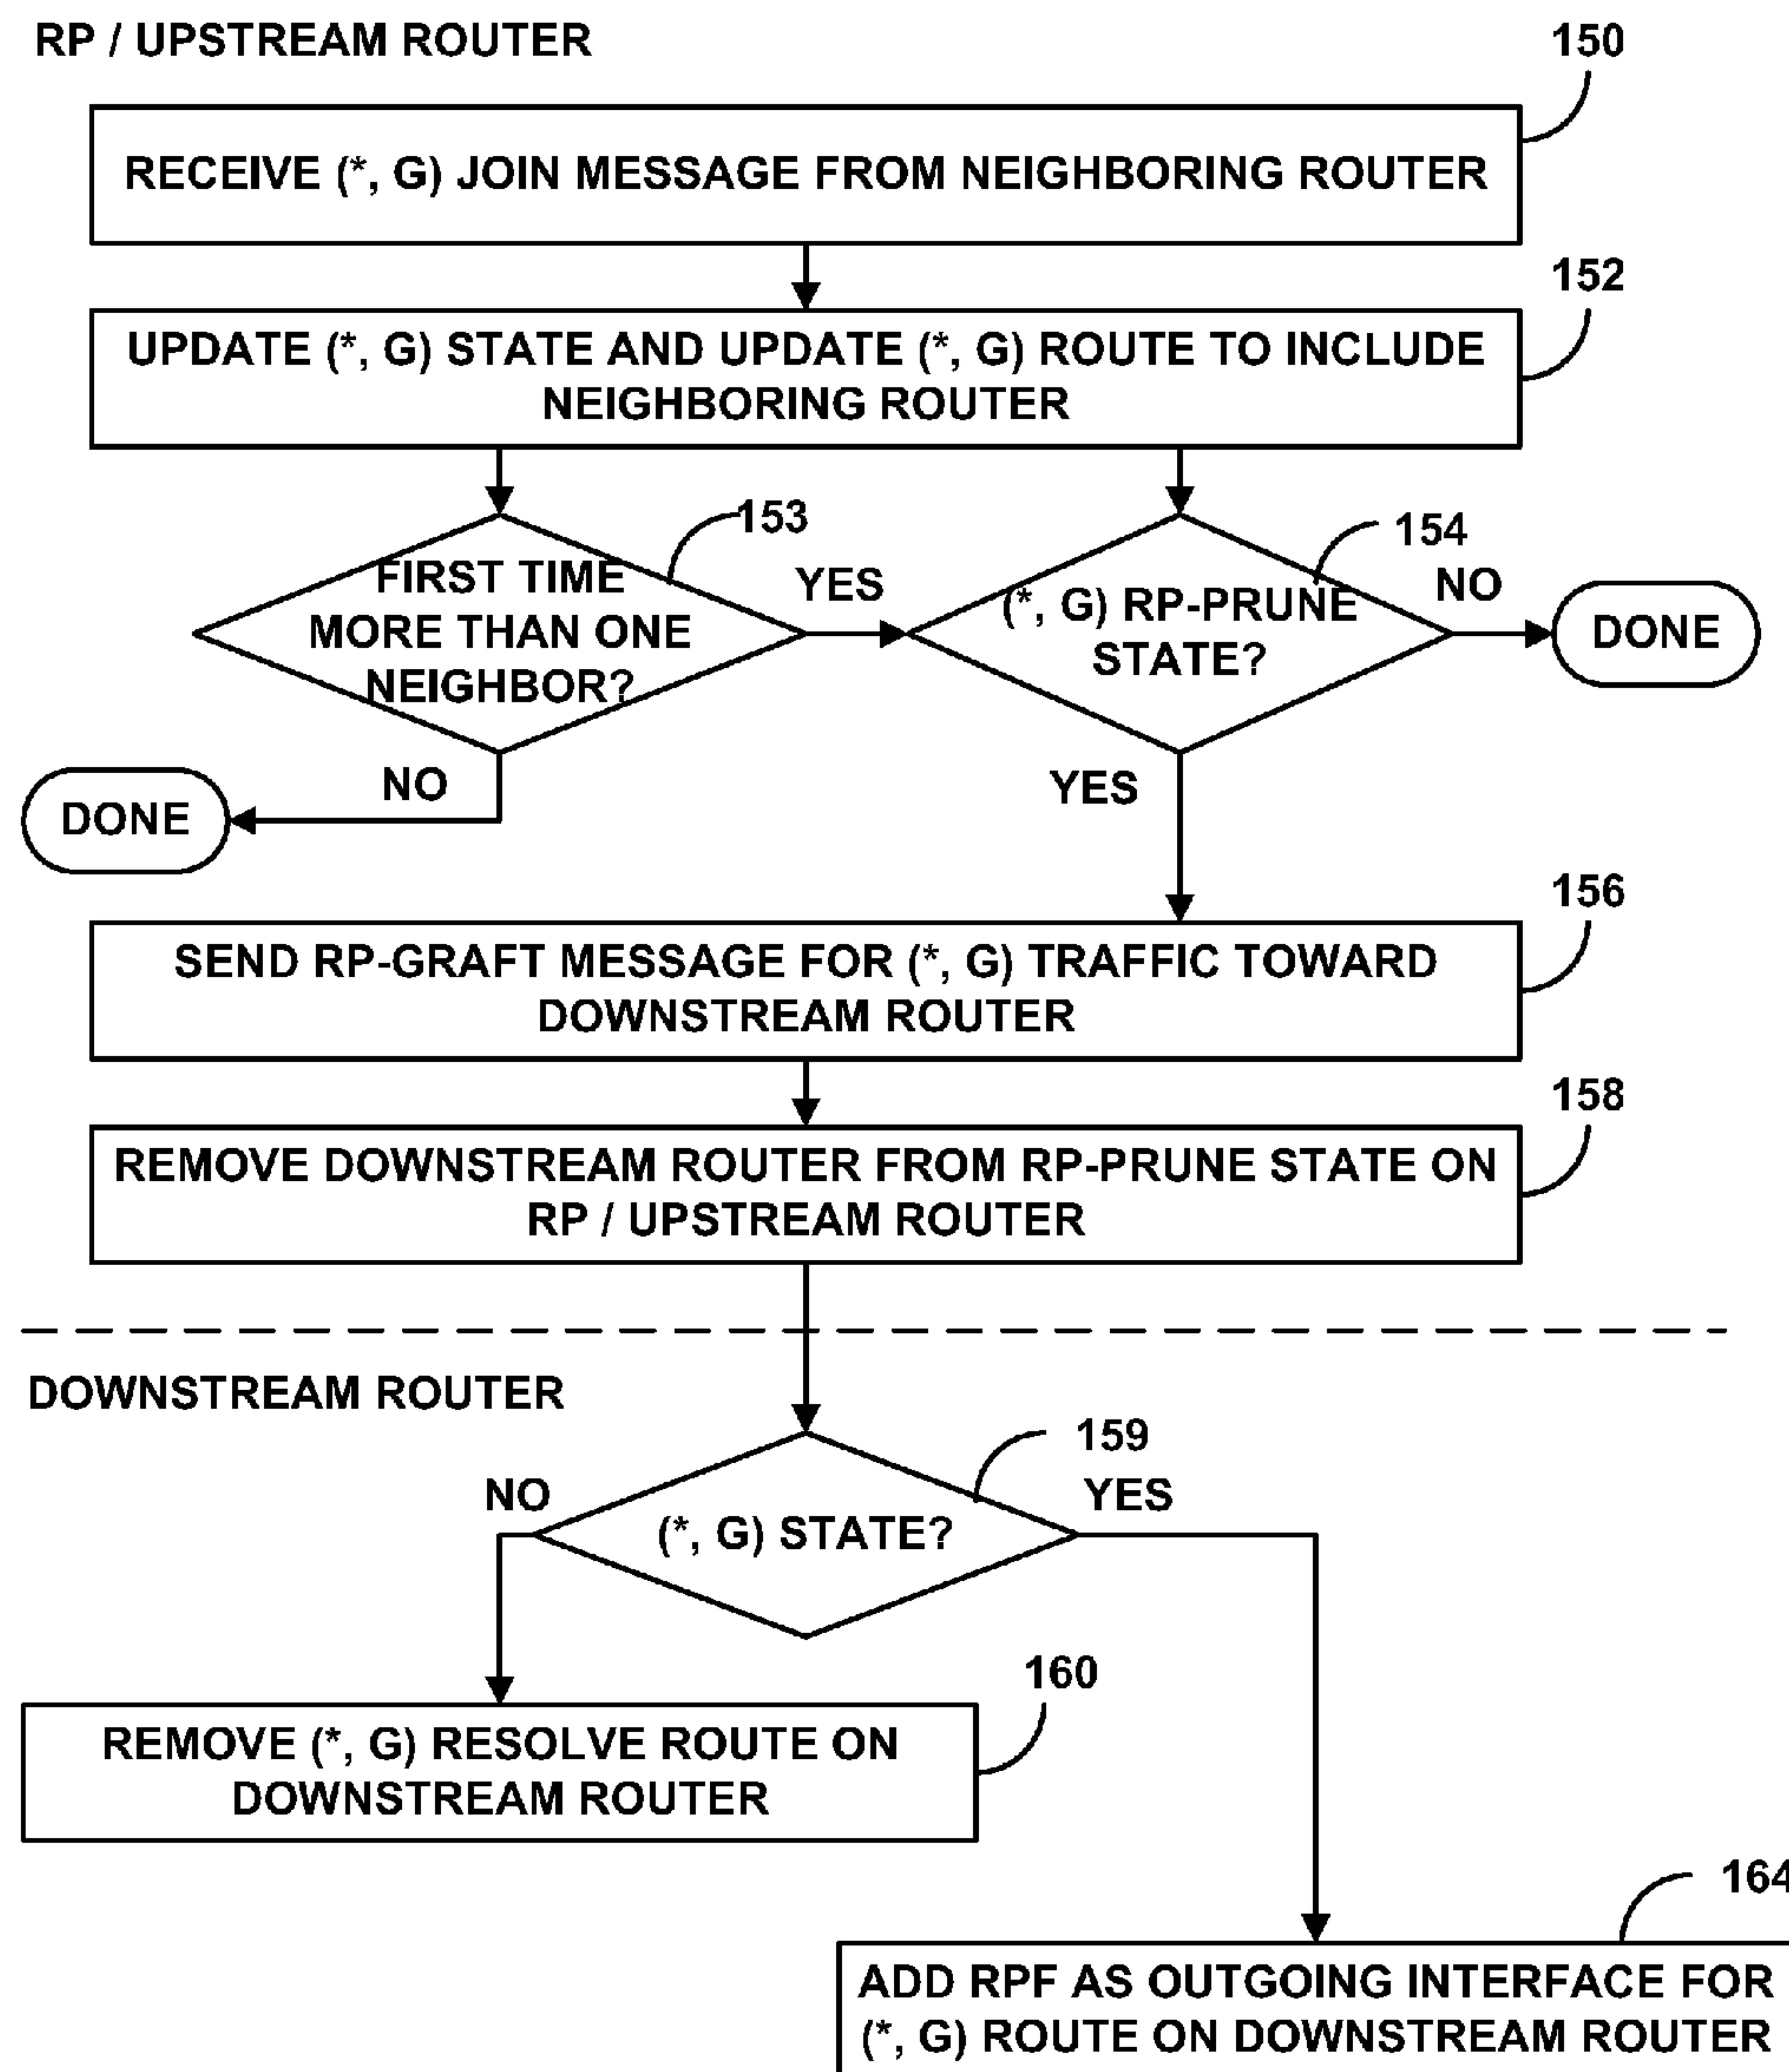 RP / UPSTREAM ROUTER
150
RECEIVE (*, G) JOIN MESSAGE FROM NEIGHBORING ROUTER
152
UPDATE (*, G) STATE AND UPDATE (*, G) ROUTE TO INCLUDE
NEIGHBORING ROUTER
153
FIRST TIME
MORE THAN ONE
NEIGHBOR?
YES
154
(*, G) RP-PRUNE
STATE?
NO
DONE
NO
DONE
YES
156
SEND RP-GRAFT MESSAGE FOR (*, G) TRAFFIC TOWARD
DOWNSTREAM ROUTER
158
REMOVE DOWNSTREAM ROUTER FROM RP-PRUNE STATE ON
RP / UPSTREAM ROUTER
DOWNSTREAM ROUTER
159
NO
YES
(*, G) STATE?
160
REMOVE (*, G) RESOLVE ROUTE ON
DOWNSTREAM ROUTER
164
ADD RPF AS OUTGOING INTERFACE FOR
(*, G) ROUTE ON DOWNSTREAM ROUTER